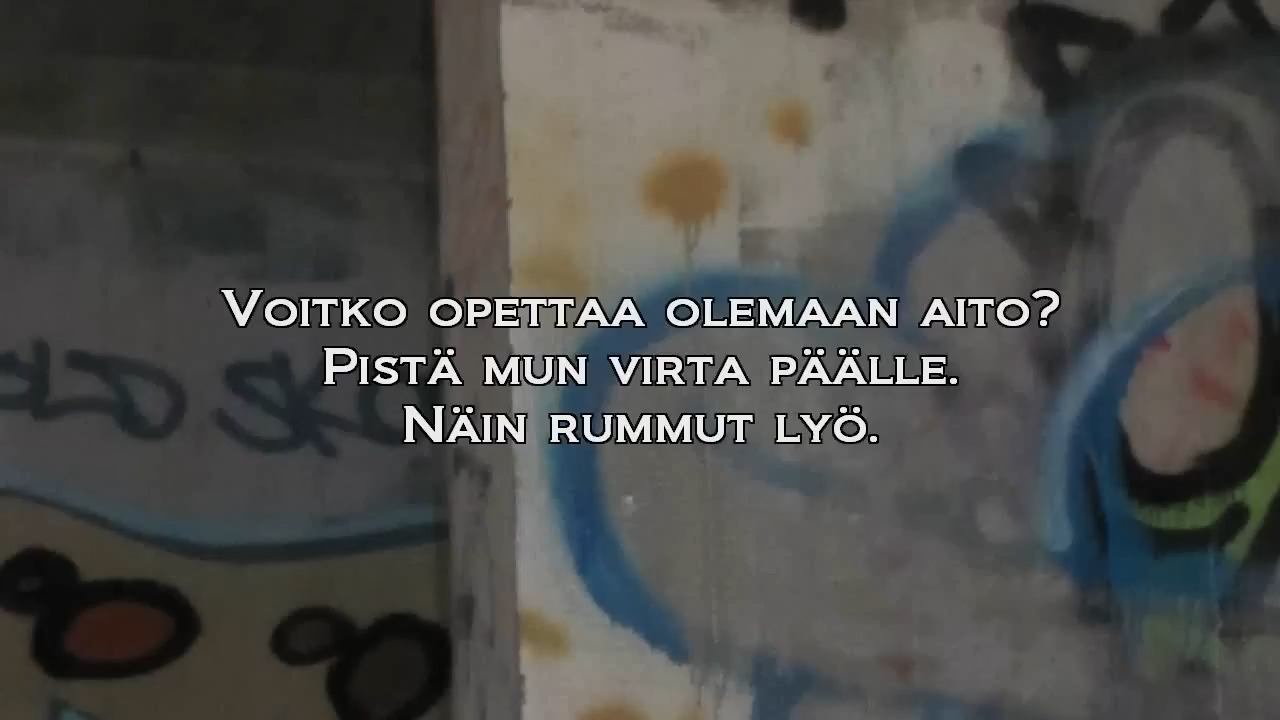 Voitko opettaa olemaan aito?
Pistä mun virta päälle.
Näin rummut lyö.